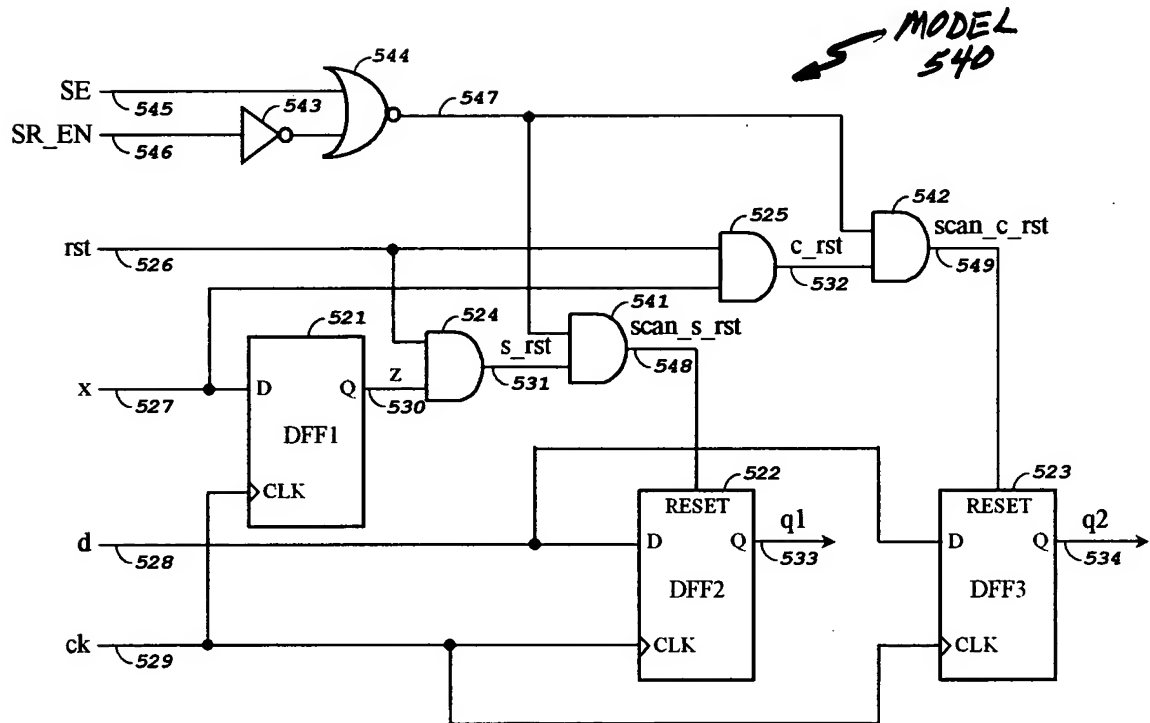 MODEL
540
544
SE
545
543
547
SR_EN
546
542
525
scan_c_rst
rst
526
c_rst
532
549
541
524
521
s_rst
scan_s_rst
531
548
x
527
D
Q
z
530
DFF1
CLK
522
523
RESET
RESET
d
528
D
Q
q1
533
D
Q
q2
534
DFF2
DFF3
ck
529
CLK
CLK